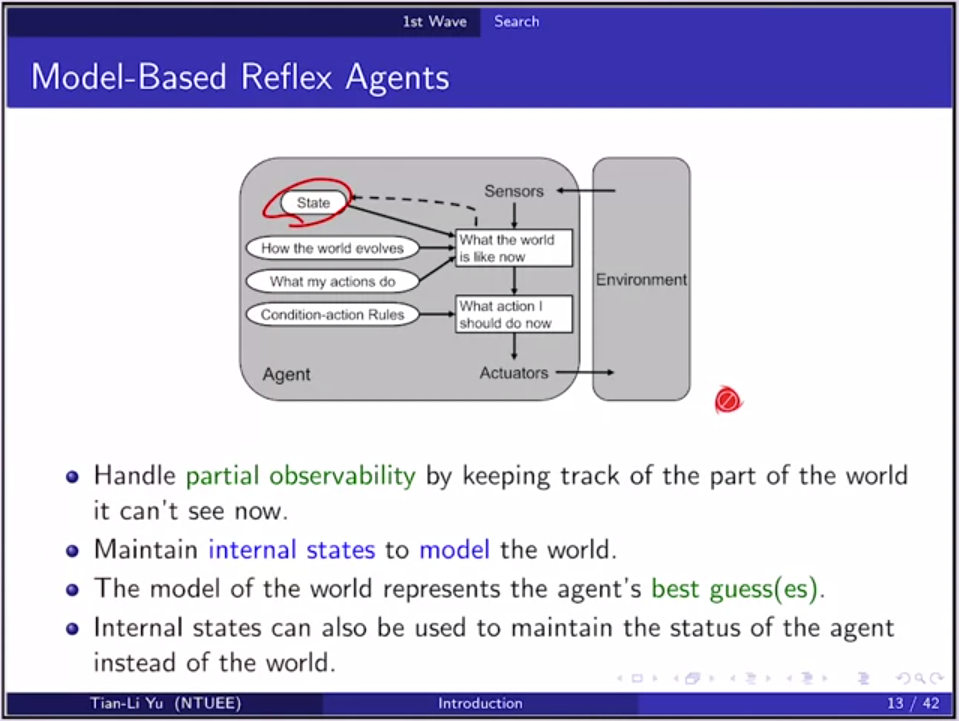 1st Wave Search
Model-Based Reflex Agents
State
Sensors
How the world evolves
What the world
is like now
What my actions do
Environment
Condition-action Rules
What action I
should do now
Agent
Actuators
Handle partial observability by keeping track of the part of the world
it can't see now.
Maintain internal states to model the world.
The model of the world represents the agent's best guess(es).
Internal states can also be used to maintain the status of the agent
instead of the world.
Tian-Li Yu (NTUEE) Introduction 13 / 42